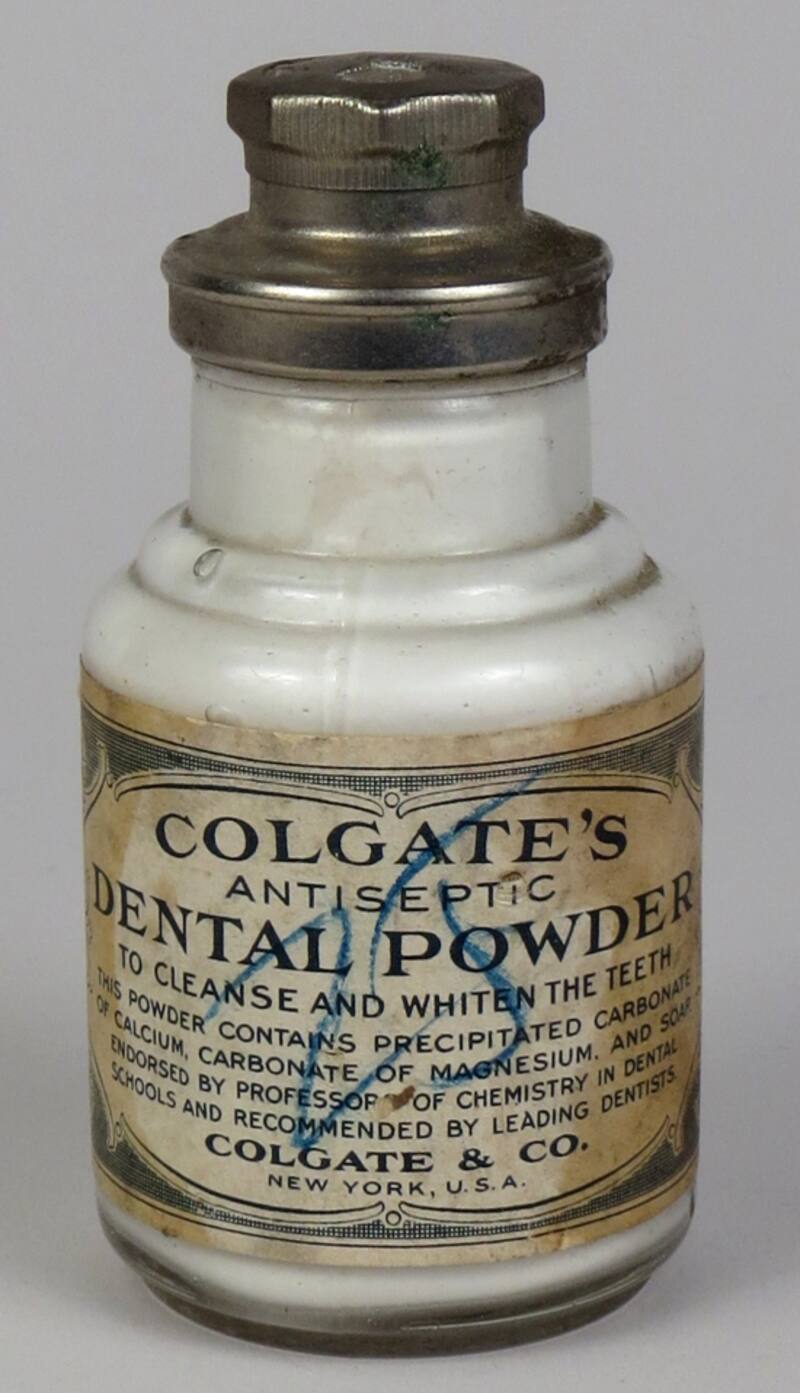 COLGATE'S
ANTISEPTIC
DENTAL POWDER
TO CLEANSE AND WHITEN THE TEETH
THIS POWDER CONTAINS PRECIPITATED CARBONATE
OF CALCIUM, CARBONATE OF MAGNESIUM, AND SOAP.
ENDORSED BY PROFESSORS OF CHEMISTRY IN DENTAL
SCHOOLS AND RECOMMENDED BY LEADING DENTISTS.
COLGATE & CO.
NEW YORK, U.S.A.
75